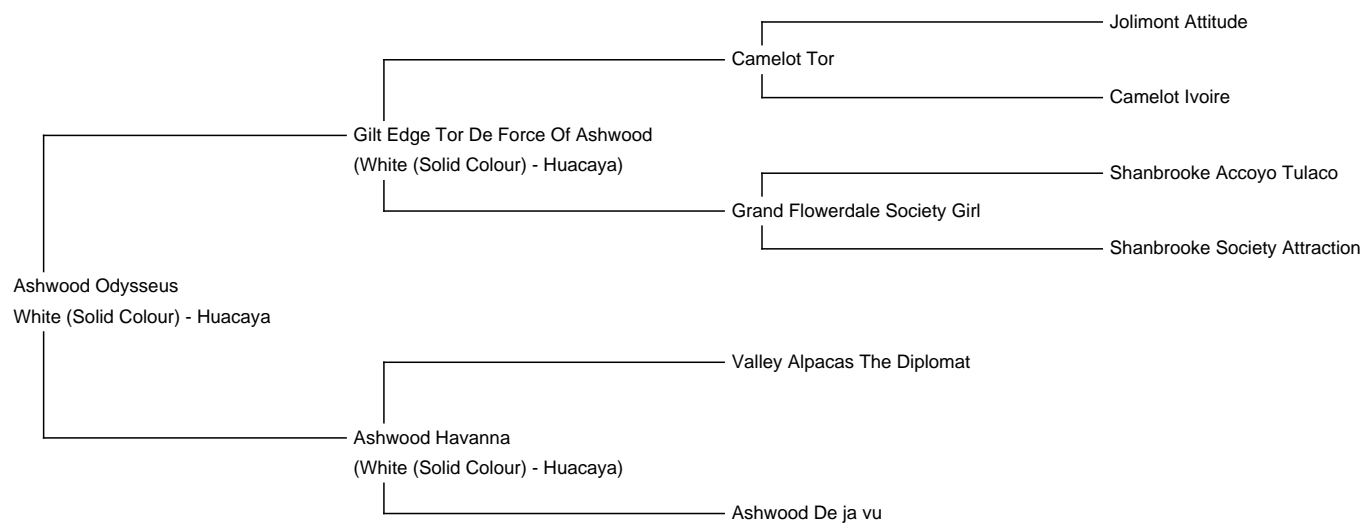 Jolimont Attitude
Camelot Tor
Camelot Ivoire
Gilt Edge Tor De Force Of Ashwood
(White (Solid Colour) - Huacaya)
Shanbrooke Accoyo Tulaco
Grand Flowerdale Society Girl
Shanbrooke Society Attraction
Ashwood Odysseus
White (Solid Colour) - Huacaya
Valley Alpacas The Diplomat
Ashwood Havanna
(White (Solid Colour) - Huacaya)
Ashwood De ja vu